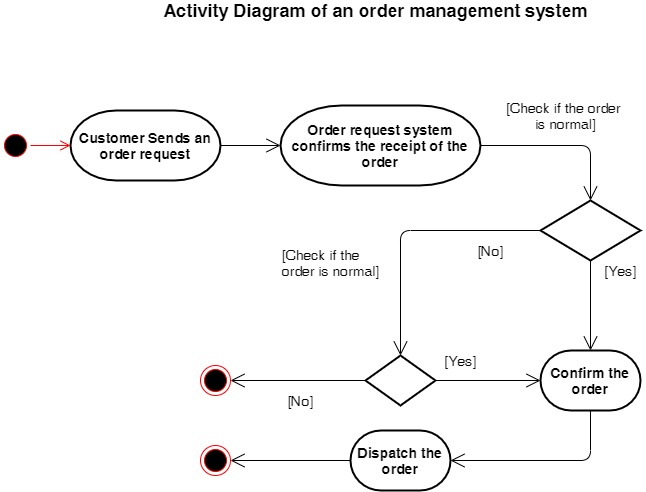 Activity Diagram of an order management system
Customer Sends an
order request
Order request system
confirms the receipt of the
order
[Check if the order
is normal]
[No]
[Yes]
[Check if the
order is normal]
[Yes]
[No]
Confirm the
order
Dispatch the
order